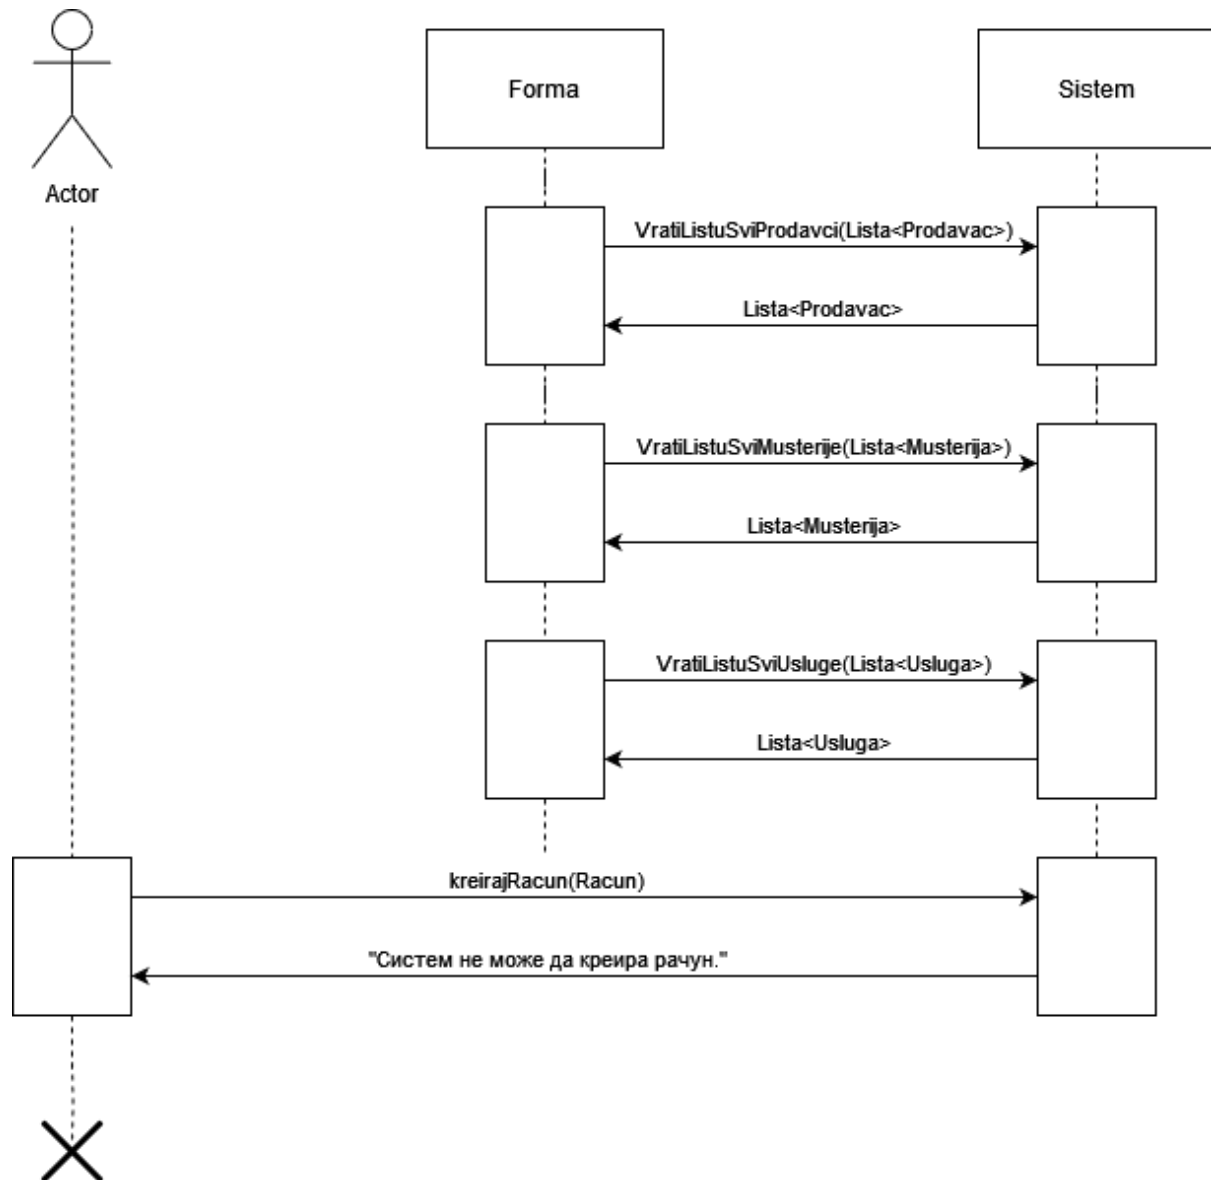 Forma
Sistem
Actor
VratiListuSviProdavci(Lista<Prodavac>)
Lista<Prodavac>
VratiListuSviMusterije(Lista<Musterija>)
Lista<Musterija>
VratiListuSviUsluge(Lista<Usluga>)
Lista<Usluga>
kreirajRacun(Racun)
"Систем не може да креира рачун."